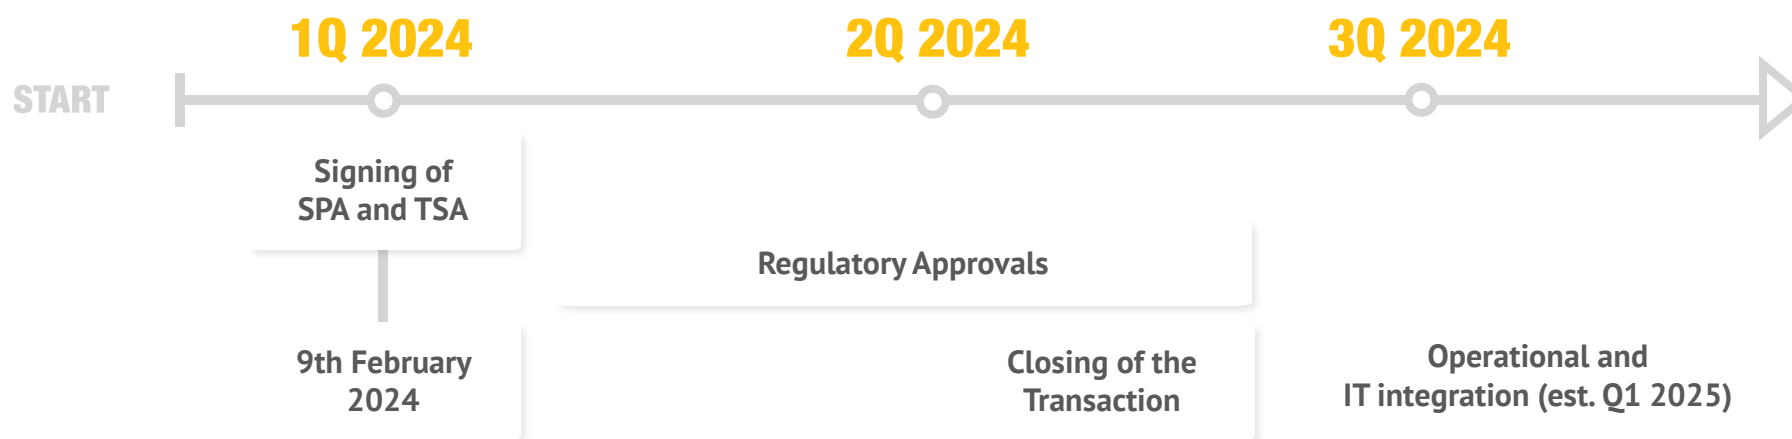 1Q 2024
2Q 2024
3Q 2024
START
Signing of
SPA and TSA
Regulatory Approvals
9th February
2024
Closing of the
Transaction
Operational and
IT integration (est. Q1 2025)